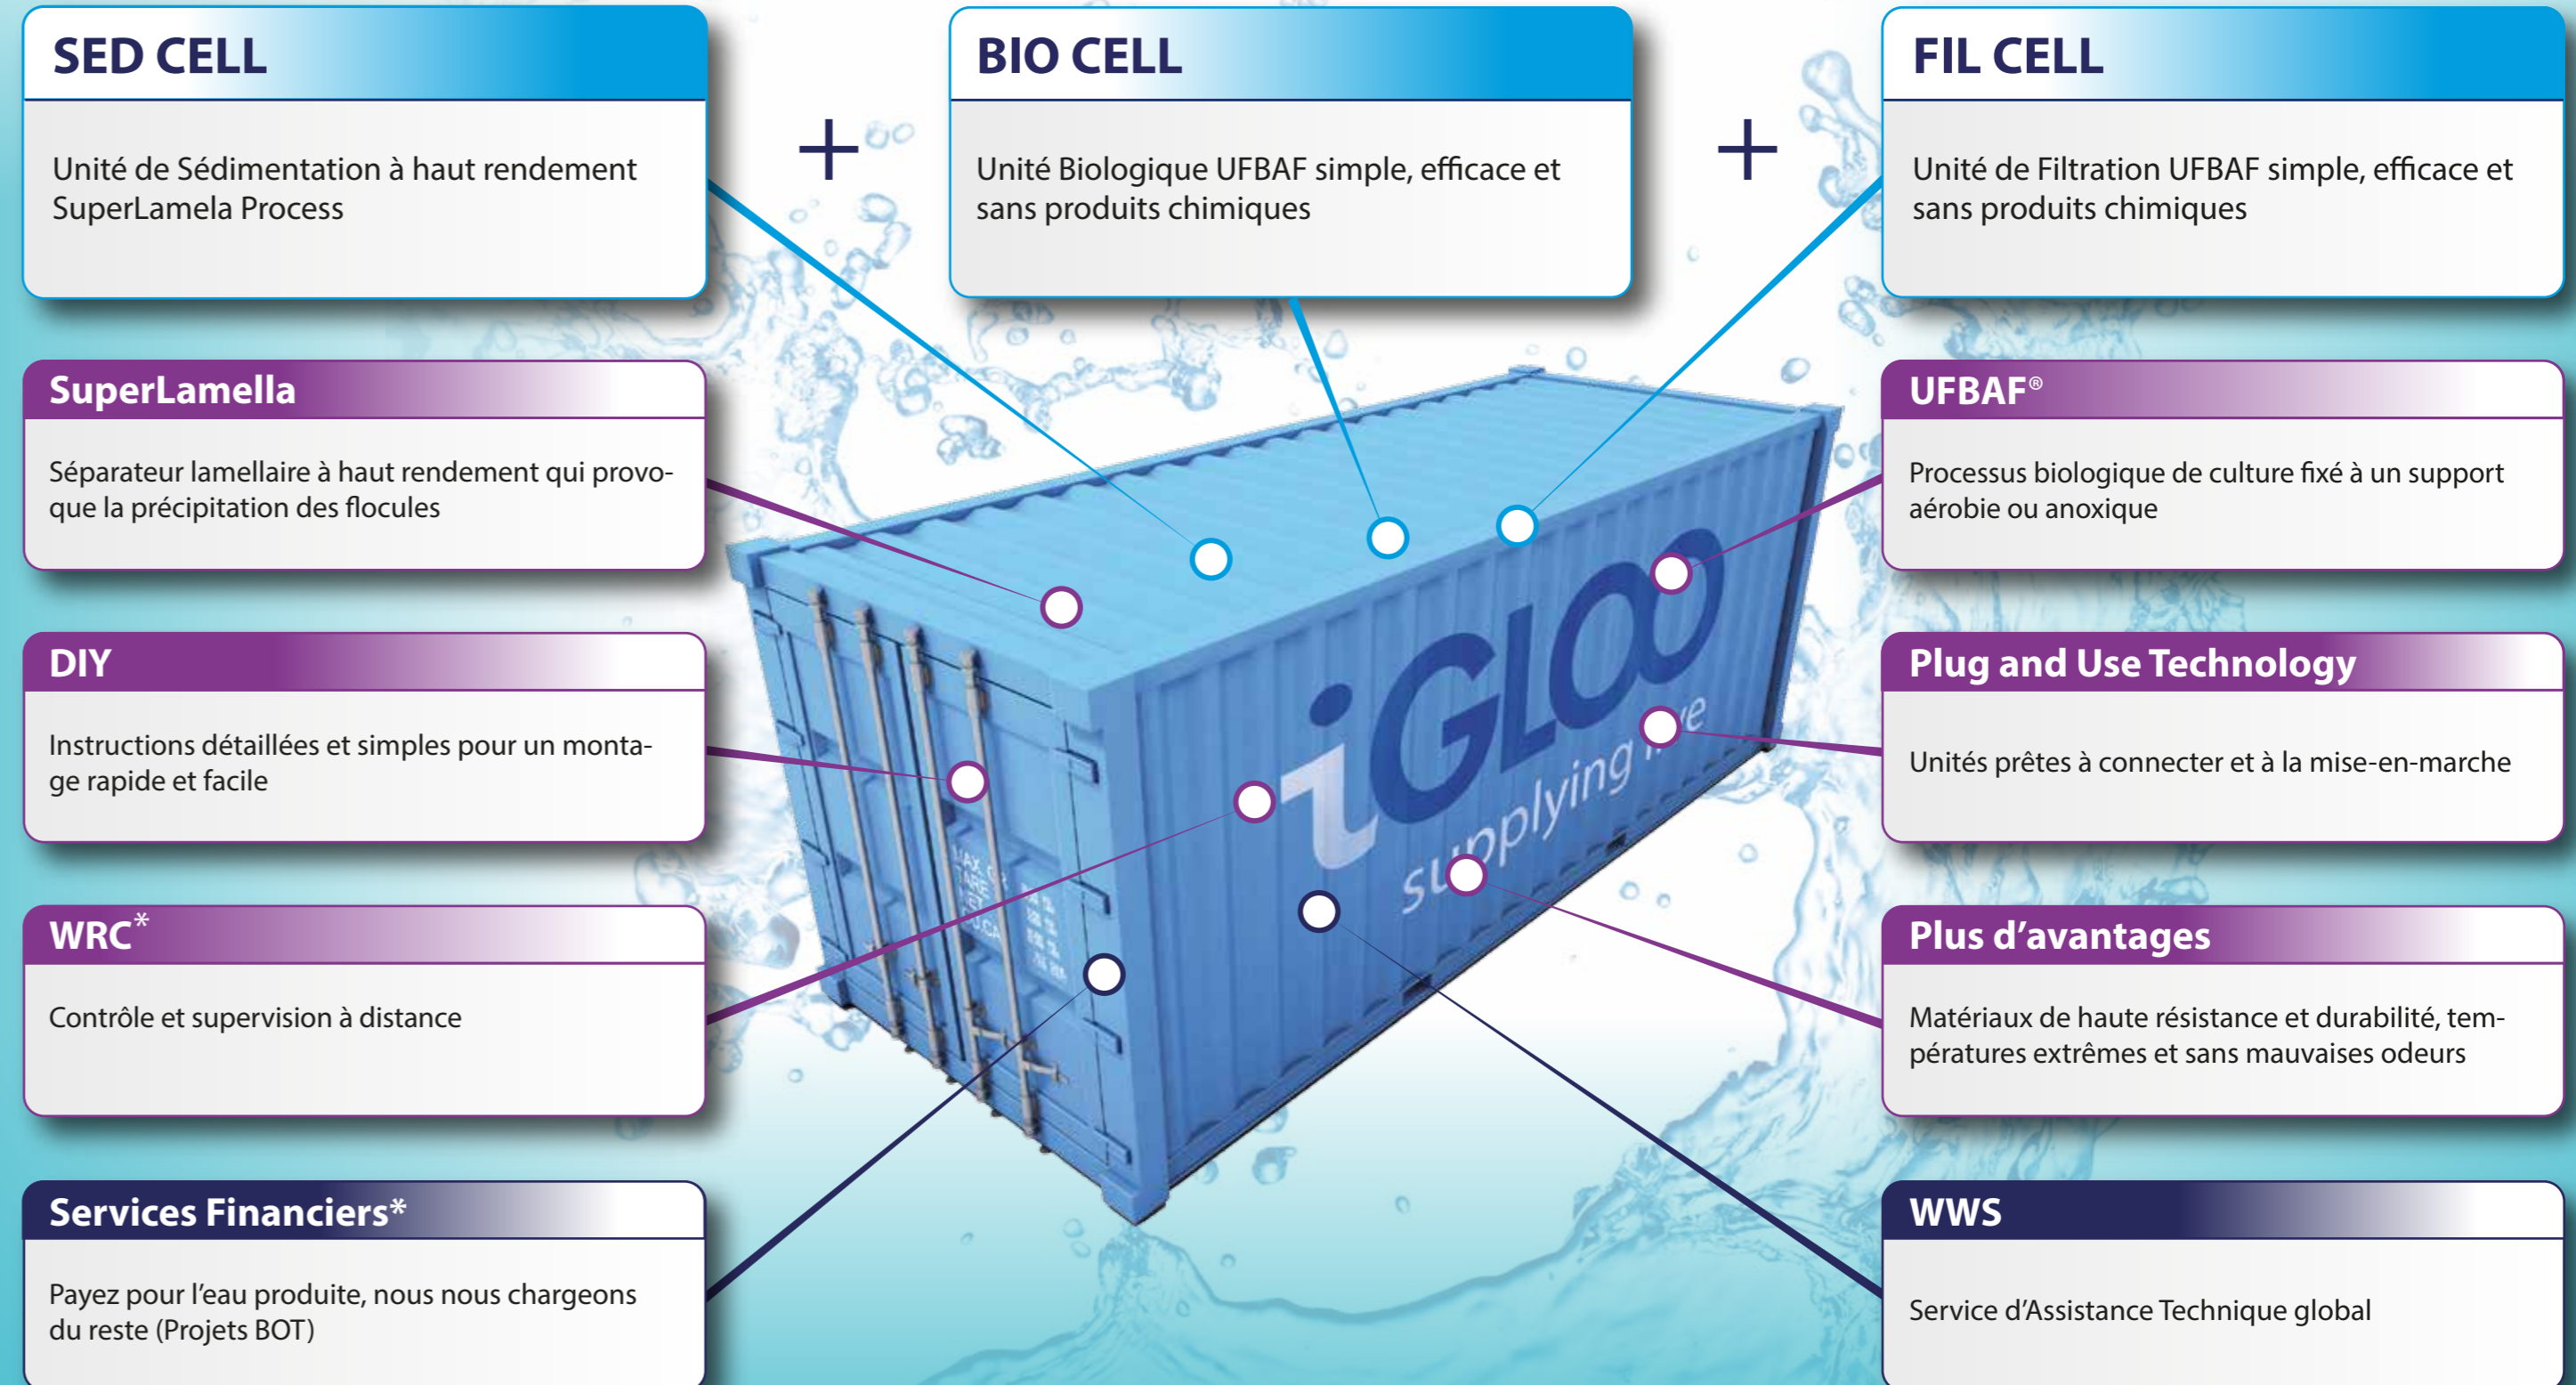 SED CELL
Unité de Sédimentation à haut rendement
SuperLamela Process
+
BIO CELL
Unité Biologique UFBAF simple, efficace et
sans produits chimiques
+
FIL CELL
Unité de Filtration UFBAF simple, efficace et
sans produits chimiques
SuperLamella
Séparateur lamellaire à haut rendement qui provo-
que la précipitation des flocules
DIY
Instructions détaillées et simples pour un monta-
ge rapide et facile
WRC*
Contrôle et supervision à distance
Services Financiers*
Payez pour l'eau produite, nous nous chargeons
du reste (Projets BOT)
iGLOO
supplying
UFBAF®
Processus biologique de culture fixé à un support
aérobie ou anoxique
Plug and Use Technology
Unités prêtes à connecter et à la mise-en-marche
Plus d'avantages
Matériaux de haute résistance et durabilité, tem-
pératures extrêmes et sans mauvaises odeurs
WWS
Service d'Assistance Technique global